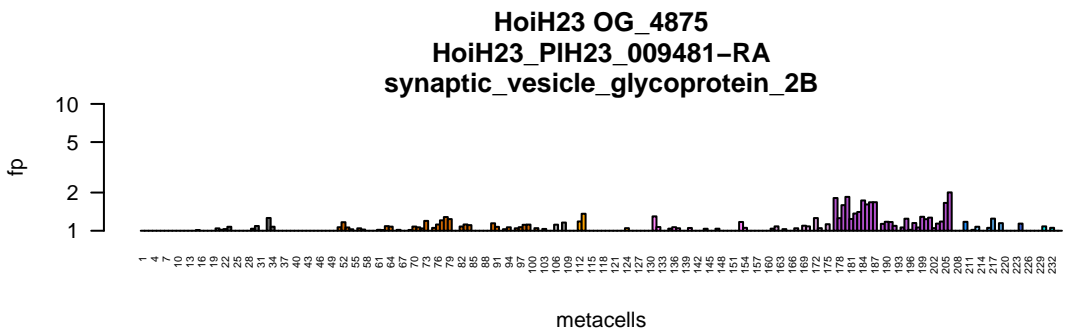 HoiH23 OG_4875
HoiH23_PIH23_009481−RA
synaptic_vesicle_glycoprotein_2B
10
5
2
1
fp
1 4 7 10 13 16 19 22 25 28 31 34 37 40 43 46 49 52 55 58 61 64 67 70 73 76 79 82 85 88 91 94 97 100 103 106 109 112 115 118 121 124 127 130 133 136 139 142 145 148 151 154 157 160 163 166 169 172 175 178 181 184 187 190 193 196 199 202 205 208 211 214 217 220 223 226 229 232
metacells